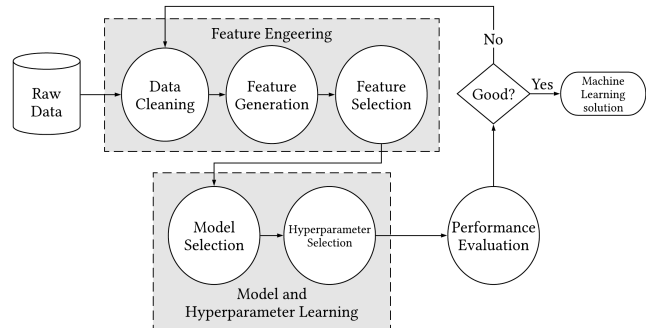 Feature Engeering
Raw
Data
Data
Cleaning
Feature
Generation
Feature
Selection
No
Good?
Yes
Machine
Learning
solution
Model
Selection
Hyperparameter
Selection
Performance
Evaluation
Model and
Hyperparameter Learning